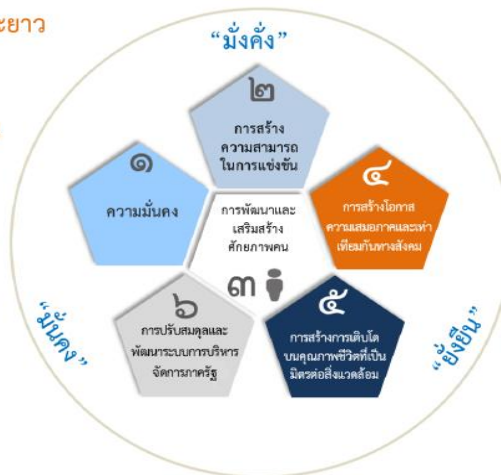 ะยาว
“มั่งคั่ง”
๒
การสร้าง
ความสามารถ
ในการแข่งขัน
๑
ความมั่นคง
การพัฒนาและ
เสริมสร้าง
ศักยภาพคน
๓
๔
การสร้างโอกาส
ความเสมอภาคและเท่า
เทียมกันทางสังคม
๖
การปรับสมดุลและ
พัฒนาระบบการบริหาร
จัดการภาครัฐ
๕
การสร้างการเติบโต
บนคุณภาพชีวิตที่เป็น
มิตรต่อสิ่งแวดล้อม
“มั่นคง”
“ยั่งยืน”